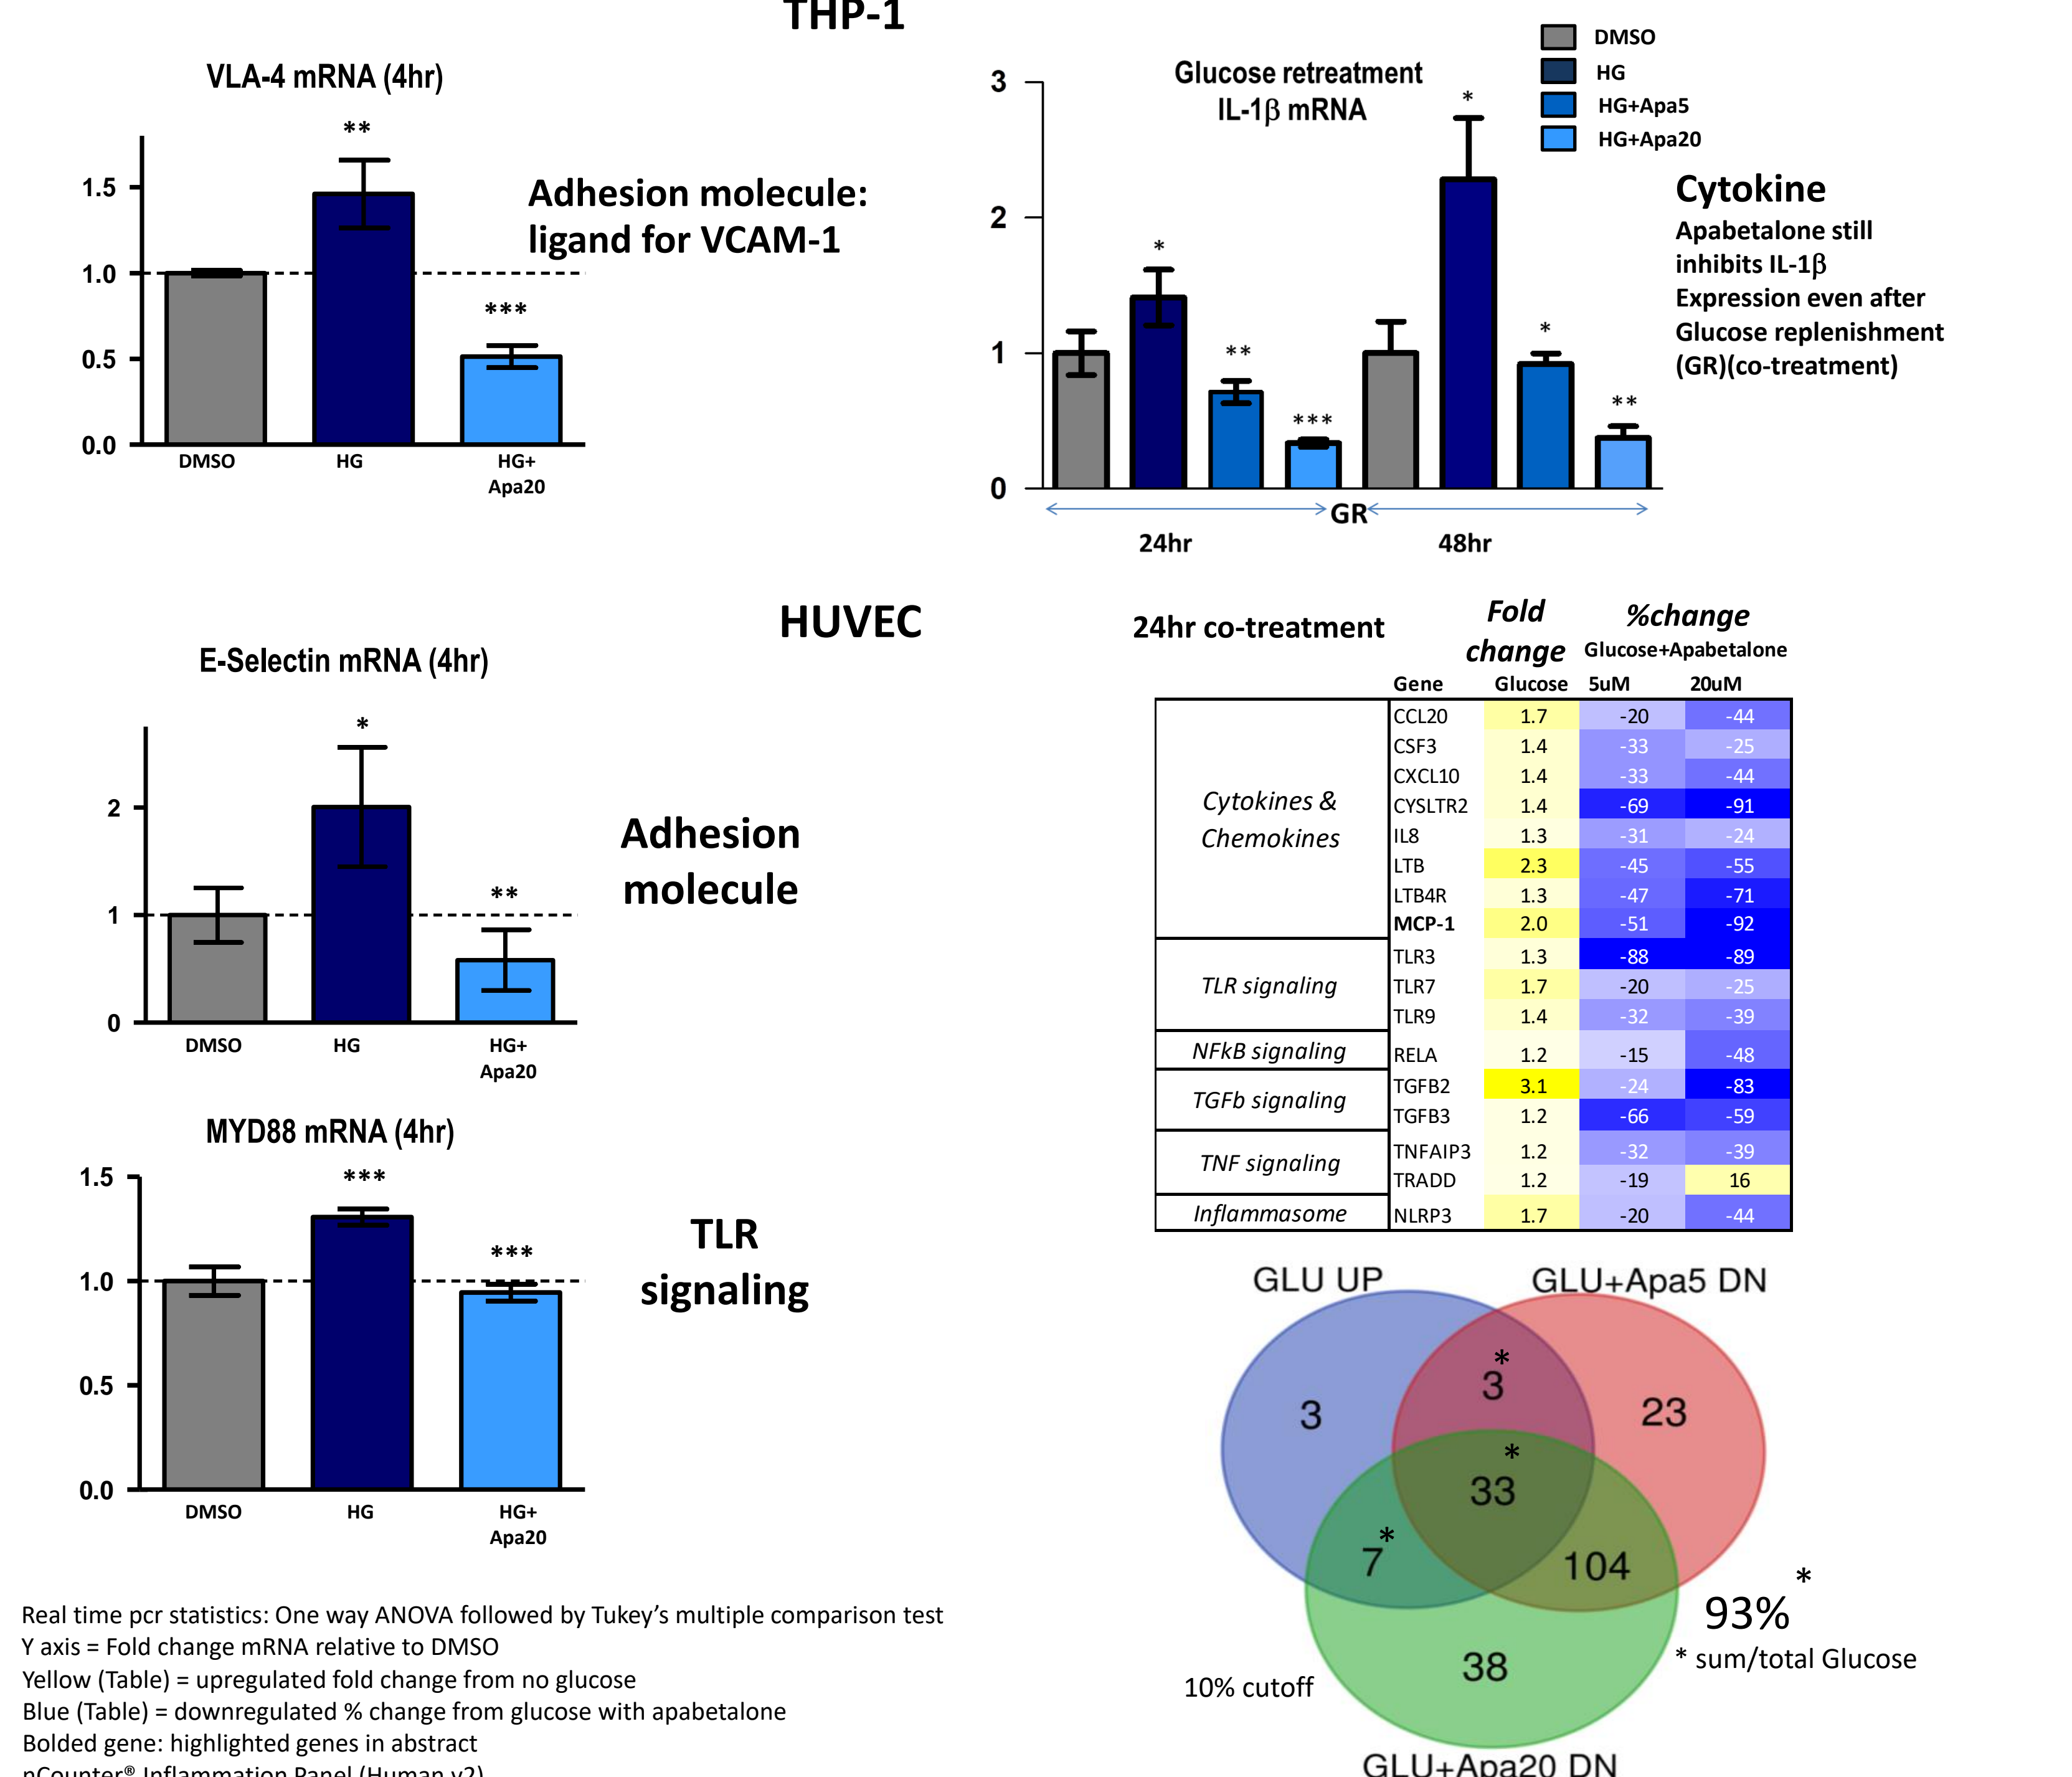 THP-1
VLA-4 mRNA (4hr)
**
1.5
1.0
0.5
0.0
***
DMSO
HG
HG+
Apa20
Adhesion molecule:
ligand for VCAM-1
Glucose retreatment
IL-1β mRNA
3
2
1
0
*
**
***
*
*
**
GR
24hr
48hr
DMSO
HG
HG+Apa5
HG+Apa20
Cytokine
Apabetalone still
inhibits IL-1β
Expression even after
Glucose replenishment
(GR)(co-treatment)
HUVEC
E-Selectin mRNA (4hr)
*
2
1
0
**
DMSO
HG
HG+
Apa20
Adhesion
molecule
MYD88 mRNA (4hr)
***
1.5
1.0
0.5
0.0
***
DMSO
HG
HG+
Apa20
TLR
signaling
24hr co-treatment
Fold
change
%change
Glucose+Apabetalone
Gene Glucose 5uM 20uM
Cytokines &
Chemokines
CCL20 1.7 -20 -44
CSF3 1.4 -33 -25
CXCL10 1.4 -33 -44
CYSLTR2 1.4 -69 -91
IL8 1.3 -31 -24
LTB 2.3 -45 -55
LTB4R 1.3 -47 -71
MCP-1 2.0 -51 -92
TLR signaling
TLR3 1.3 -88 -89
TLR7 1.7 -20 -25
TLR9 1.4 -32 -39
NFkB signaling
RELA 1.2 -15 -48
TGFb signaling
TGFB2 3.1 -24 -83
TGFB3 1.2 -66 -59
TNF signaling
TNFAIP3 1.2 -32 -39
TRADD 1.2 -19 16
Inflammasome
NLRP3 1.7 -20 -44
GLU UP
GLU+Apa5 DN
3
*
3
23
*
33
*
7
104
38
*
93%
* sum/total Glucose
10% cutoff
GLU+Apa20 DN
Real time pcr statistics: One way ANOVA followed by Tukey's multiple comparison test
Y axis = Fold change mRNA relative to DMSO
Yellow (Table) = upregulated fold change from no glucose
Blue (Table) = downregulated % change from glucose with apabetalone
Bolded gene: highlighted genes in abstract
nCounter® Inflammation Panel (Human v2)